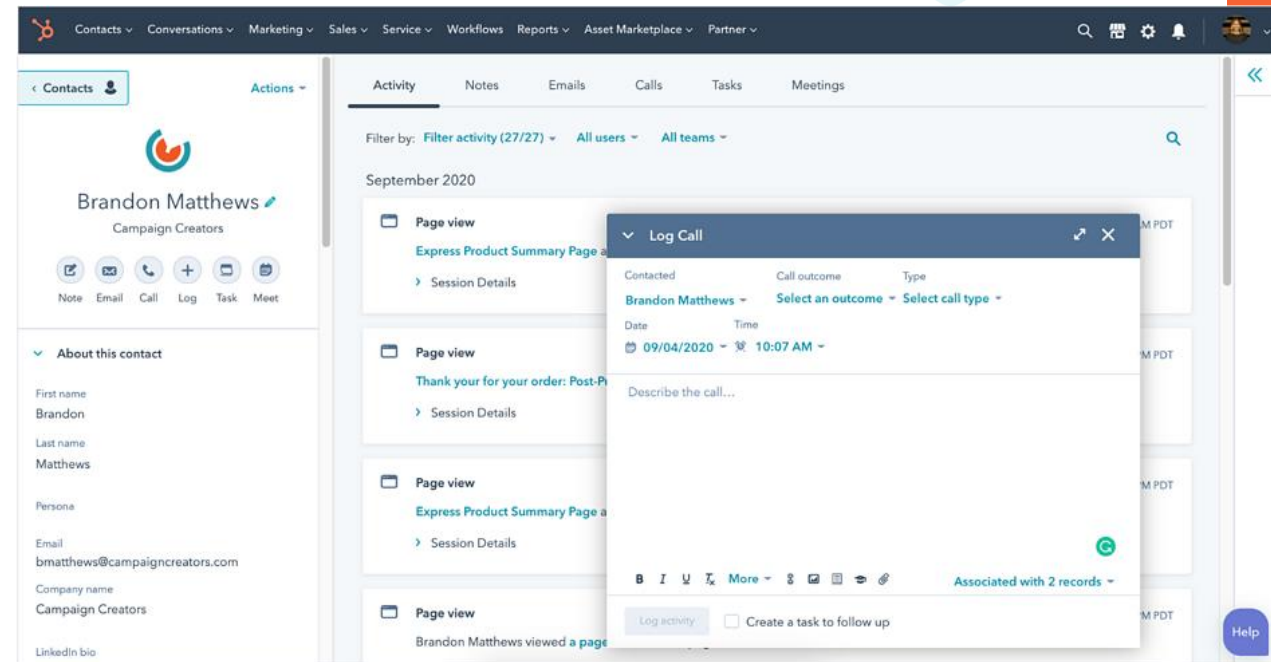 Contacts Conversations Marketing Sales Service Workflows Reports Asset Marketplace Partner
Contacts
Actions
Brandon Matthews
Campaign Creators
Note Email Call Log Task Meet
About this contact
First name
Brandon
Last name
Matthews
Persona
Email
bmatthews@campaigncreators.com
Company name
Campaign Creators
LinkedIn bio
Activity Notes Emails Calls Tasks Meetings
Filter by: Filter activity (27/27) All users All teams
September 2020
Page view
PDT
Express Product Summary Page
Session Details
Page view
PDT
Thank your for your order:
Session Details
Page view
PDT
Express Product Summary Page
Session Details
Page view
PDT
Brandon Matthews viewed a page
Log Call
Contacted Call outcome Type
Brandon Matthews Select an outcome Select call type
Date Time
09/04/2020 10:07 AM
Describe the call...
B I U Tx More
Associated with 2 records
Log activity Create a task to follow up
Help